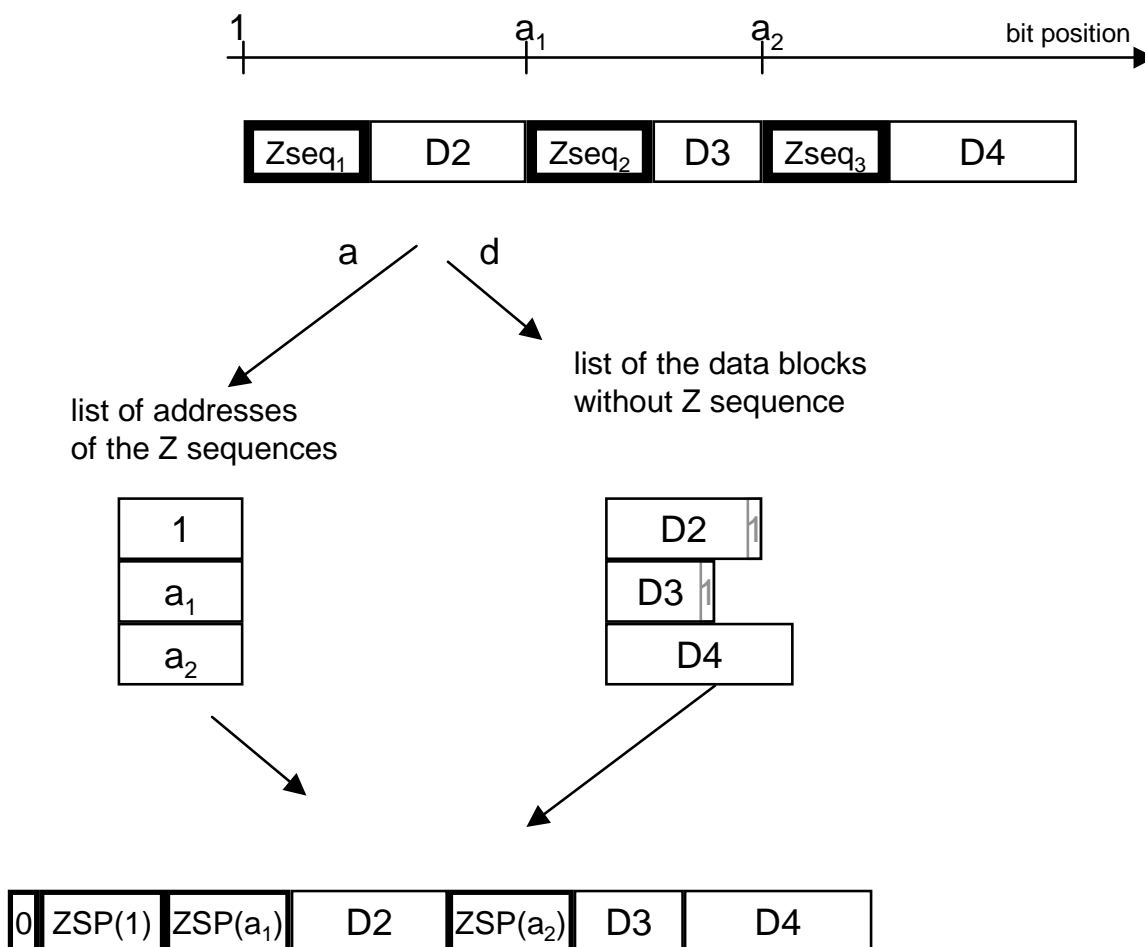 1 a₁ a₂ bit position
Zseq₁ D2 Zseq₂ D3 Zseq₃ D4
a d
list of the data blocks
without Z sequence
list of addresses
of the Z sequences
1
a₁
a₂
D2 1
D3 1
D4
0 ZSP(1) ZSP(a₁) D2 ZSP(a₂) D3 D4